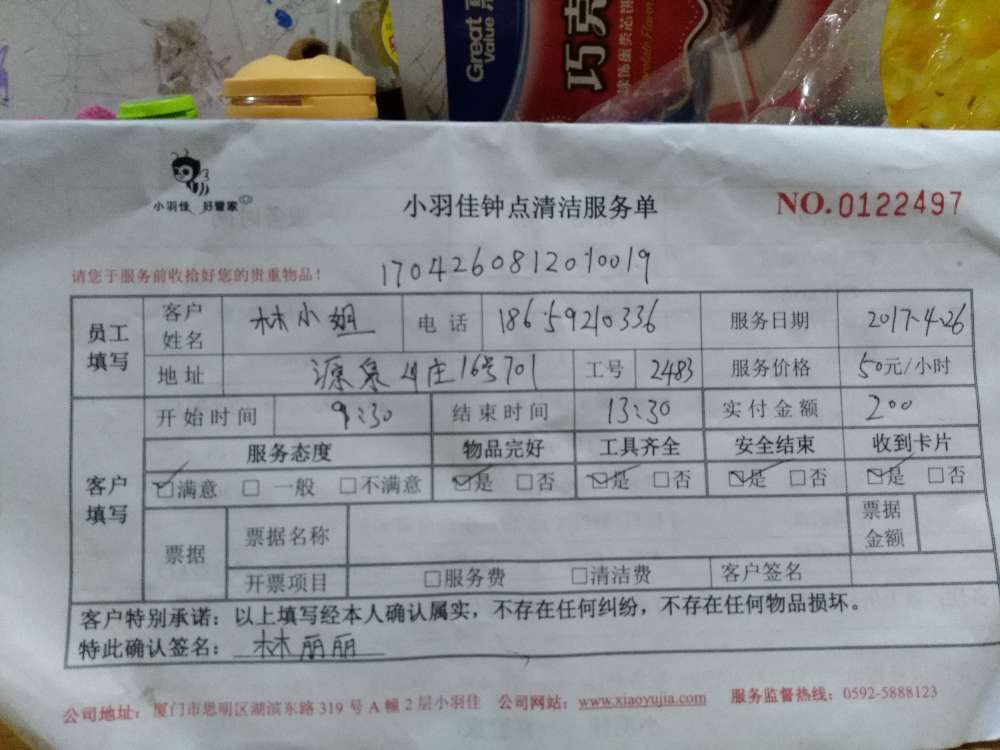 Great Value
巧克
小羽佳 好管家
小羽佳钟点清洁服务单
NO.0122497
请您于服务前收拾好您的贵重物品！
1704260812010019
员工填写 客户姓名 林小姐 电话 18659210336 服务日期 2017-4-26
地址 源泉山庄16号701 工号 2483 服务价格 50元/小时
客户填写 开始时间 9:30 结束时间 13:30 实付金额 200
服务态度 物品完好 工具齐全 安全结束 收到卡片
☑满意 □一般 □不满意 ☑是 □否 ☑是 □否 ☑是 □否 ☑是 □否
票据 票据名称 票据金额
开票项目 □服务费 □清洁费 客户签名
客户特别承诺：以上填写经本人确认属实，不存在任何纠纷，不存在任何物品损坏。
特此确认签名：林丽丽
公司地址：厦门市思明区湖滨东路319号A幢2层小羽佳 公司网站：www.xiaoyujia.com 服务监督热线：0592-5888123